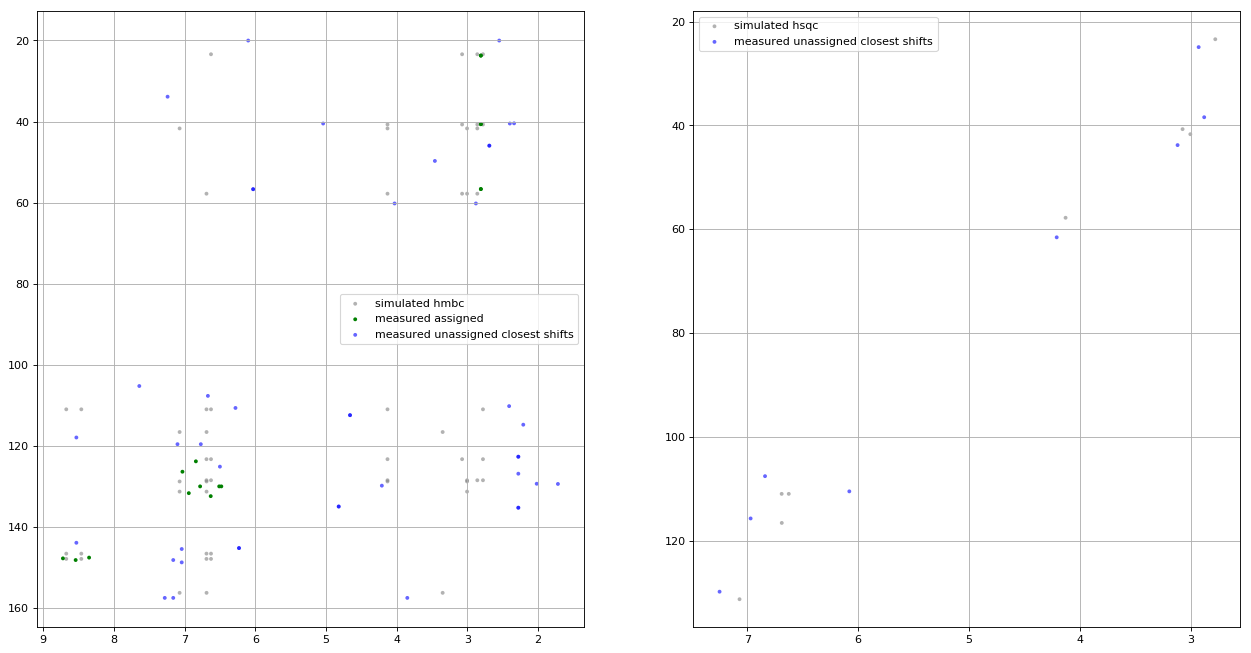 simulated hmbc
measured assigned
measured unassigned closest shifts
20
40
60
80
100
120
140
160
9 8 7 6 5 4 3 2
simulated hsqc
measured unassigned closest shifts
20
40
60
80
100
120
7 6 5 4 3